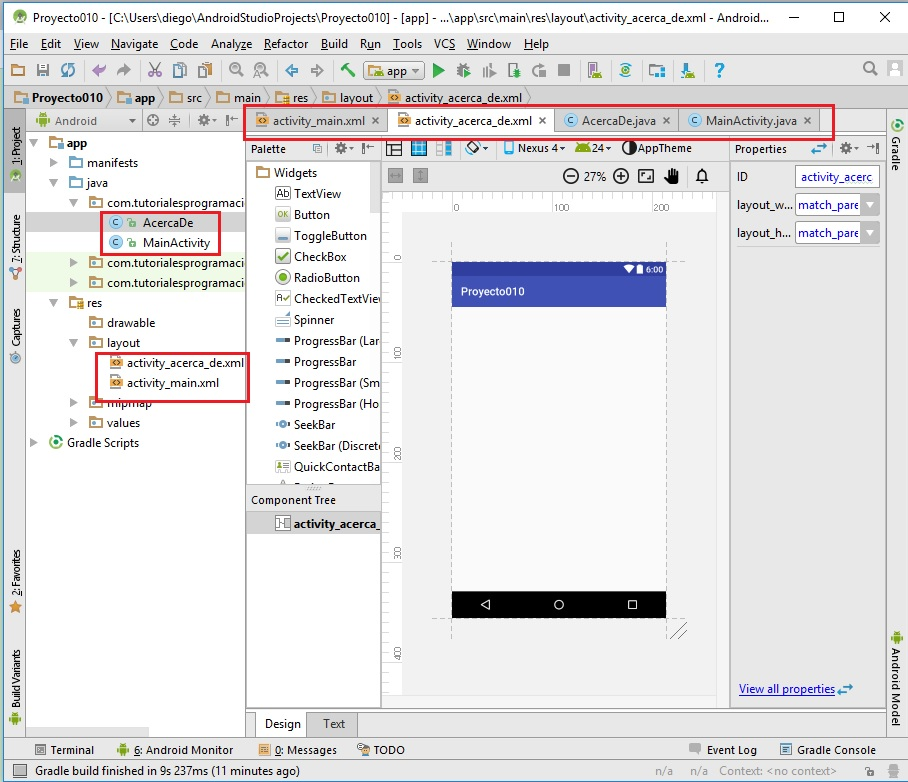 Proyecto010 - [C:\Users\diego\AndroidStudioProjects\Proyecto010] - [app] - ...\app\src\main\res\layout\activity_acerca_de.xml - Android...
File Edit View Navigate Code Analyze Refactor Build Run Tools VCS Window Help
app
Proyecto010 app src main res layout activity_acerca_de.xml
Android
activity_main.xml activity_acerca_de.xml AcercaDe.java MainActivity.java
1: Project
7: Structure
Captures
2: Favorites
Build Variants
app
manifests
java
com.tutorialesprogramaci
AcercaDe
MainActivity
com.tutorialesprogramaci
com.tutorialesprogramaci
res
drawable
layout
activity_acerca_de.xml
activity_main.xml
mipmap
values
Gradle Scripts
Palette
Widgets
TextView
Button
ToggleButton
CheckBox
RadioButton
CheckedTextView
Spinner
ProgressBar (Lar
ProgressBar
ProgressBar (Sm
ProgressBar (Ho
SeekBar
SeekBar (Discret
QuickContactBa
Component Tree
activity_acerca_
Nexus 4 24 AppTheme
27%
0 100 200
0
100
200
300
400
6:00
Proyecto010
Properties
ID activity_acerc
layout_w... match_pare
layout_h... match_pare
View all properties
Gradle
Android Model
Design Text
Terminal 6: Android Monitor 0: Messages TODO Event Log Gradle Console
Gradle build finished in 9s 237ms (11 minutes ago) n/a n/a Context: <no context>